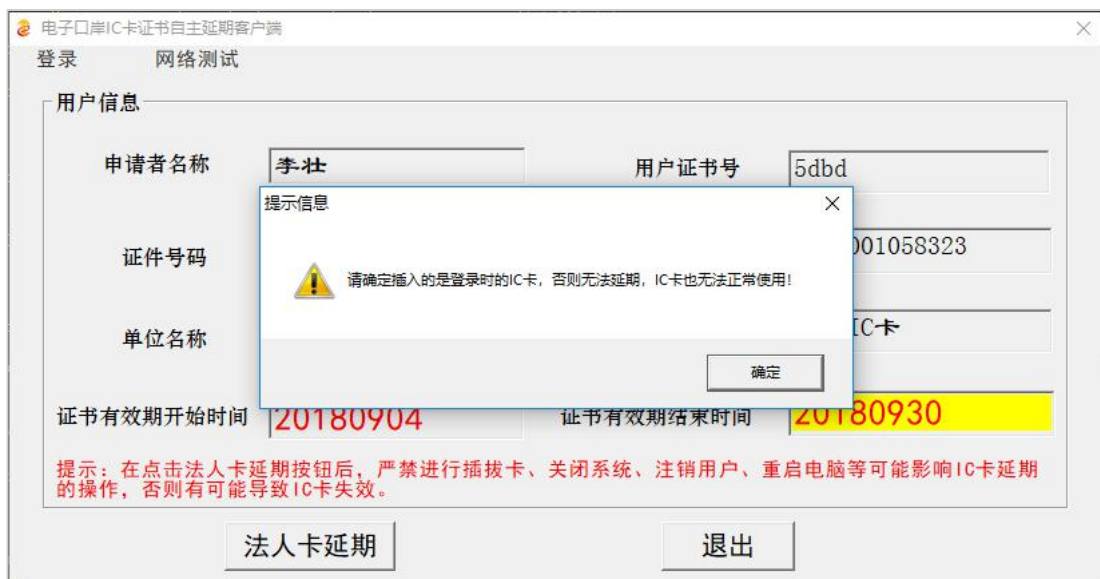 电子口岸IC卡证书自主延期客户端
登录 网络测试
用户信息
申请者名称 李壮 用户证书号 5dbd
提示信息
证件号码 001058323
请确定插入的是登录时的IC卡，否则无法延期，IC卡也无法正常使用！
单位名称 IC卡
确定
证书有效期开始时间 20180904 证书有效期结束时间 20180930
提示：在点击法人卡延期按钮后，严禁进行插拔卡、关闭系统、注销用户、重启电脑等可能影响IC卡延期
的操作，否则有可能导致IC卡失效。
法人卡延期 退出